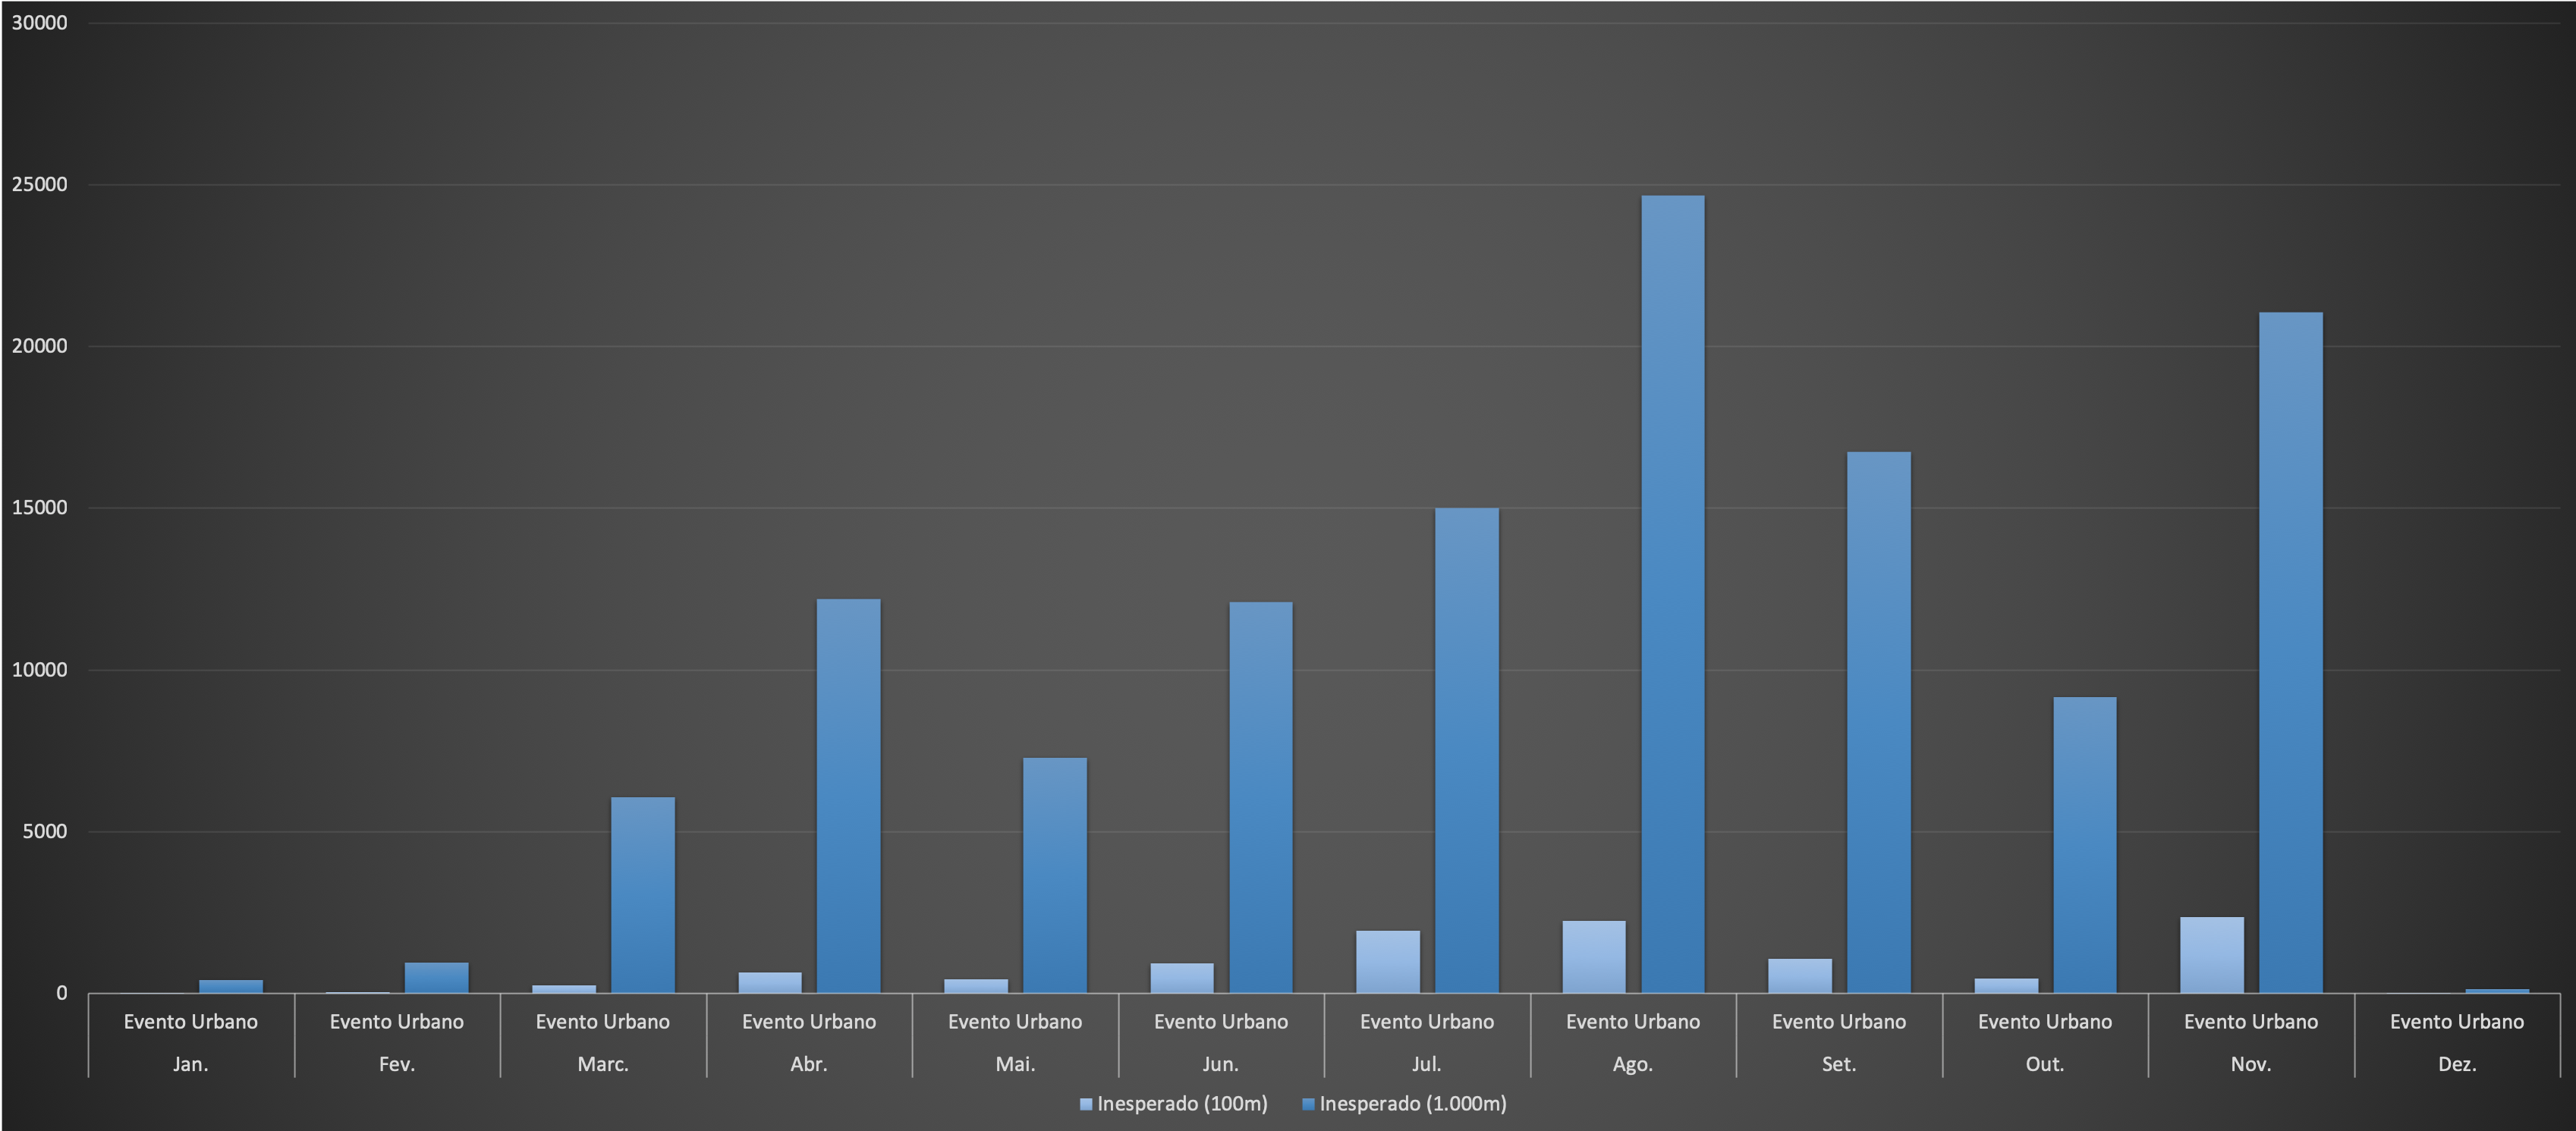 30000
25000
20000
15000
10000
5000
0
Evento Urbano Evento Urbano Evento Urbano Evento Urbano Evento Urbano Evento Urbano Evento Urbano Evento Urbano Evento Urbano Evento Urbano Evento Urbano Evento Urbano
Jan. Fev. Marc. Abr. Mai. Jun. Jul. Ago. Set. Out. Nov. Dez.
Inesperado (100m) Inesperado (1.000m)